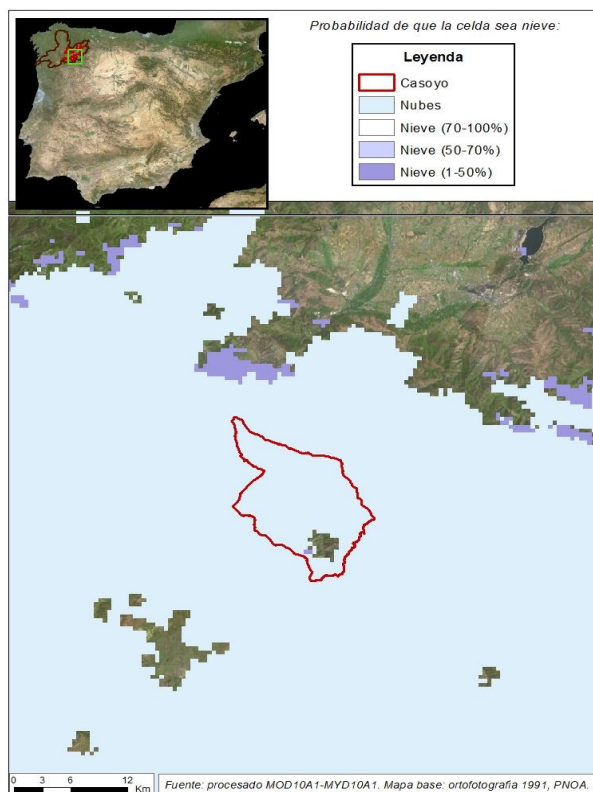 Probabilidad de que la celda sea nieve:
Leyenda
Casoyo
Nubes
Nieve (70-100%)
Nieve (50-70%)
Nieve (1-50%)
0 3 6 12
Km
Fuente: procesado MOD10A1-MYD10A1. Mapa base: ortofotografía 1991, PNOA.